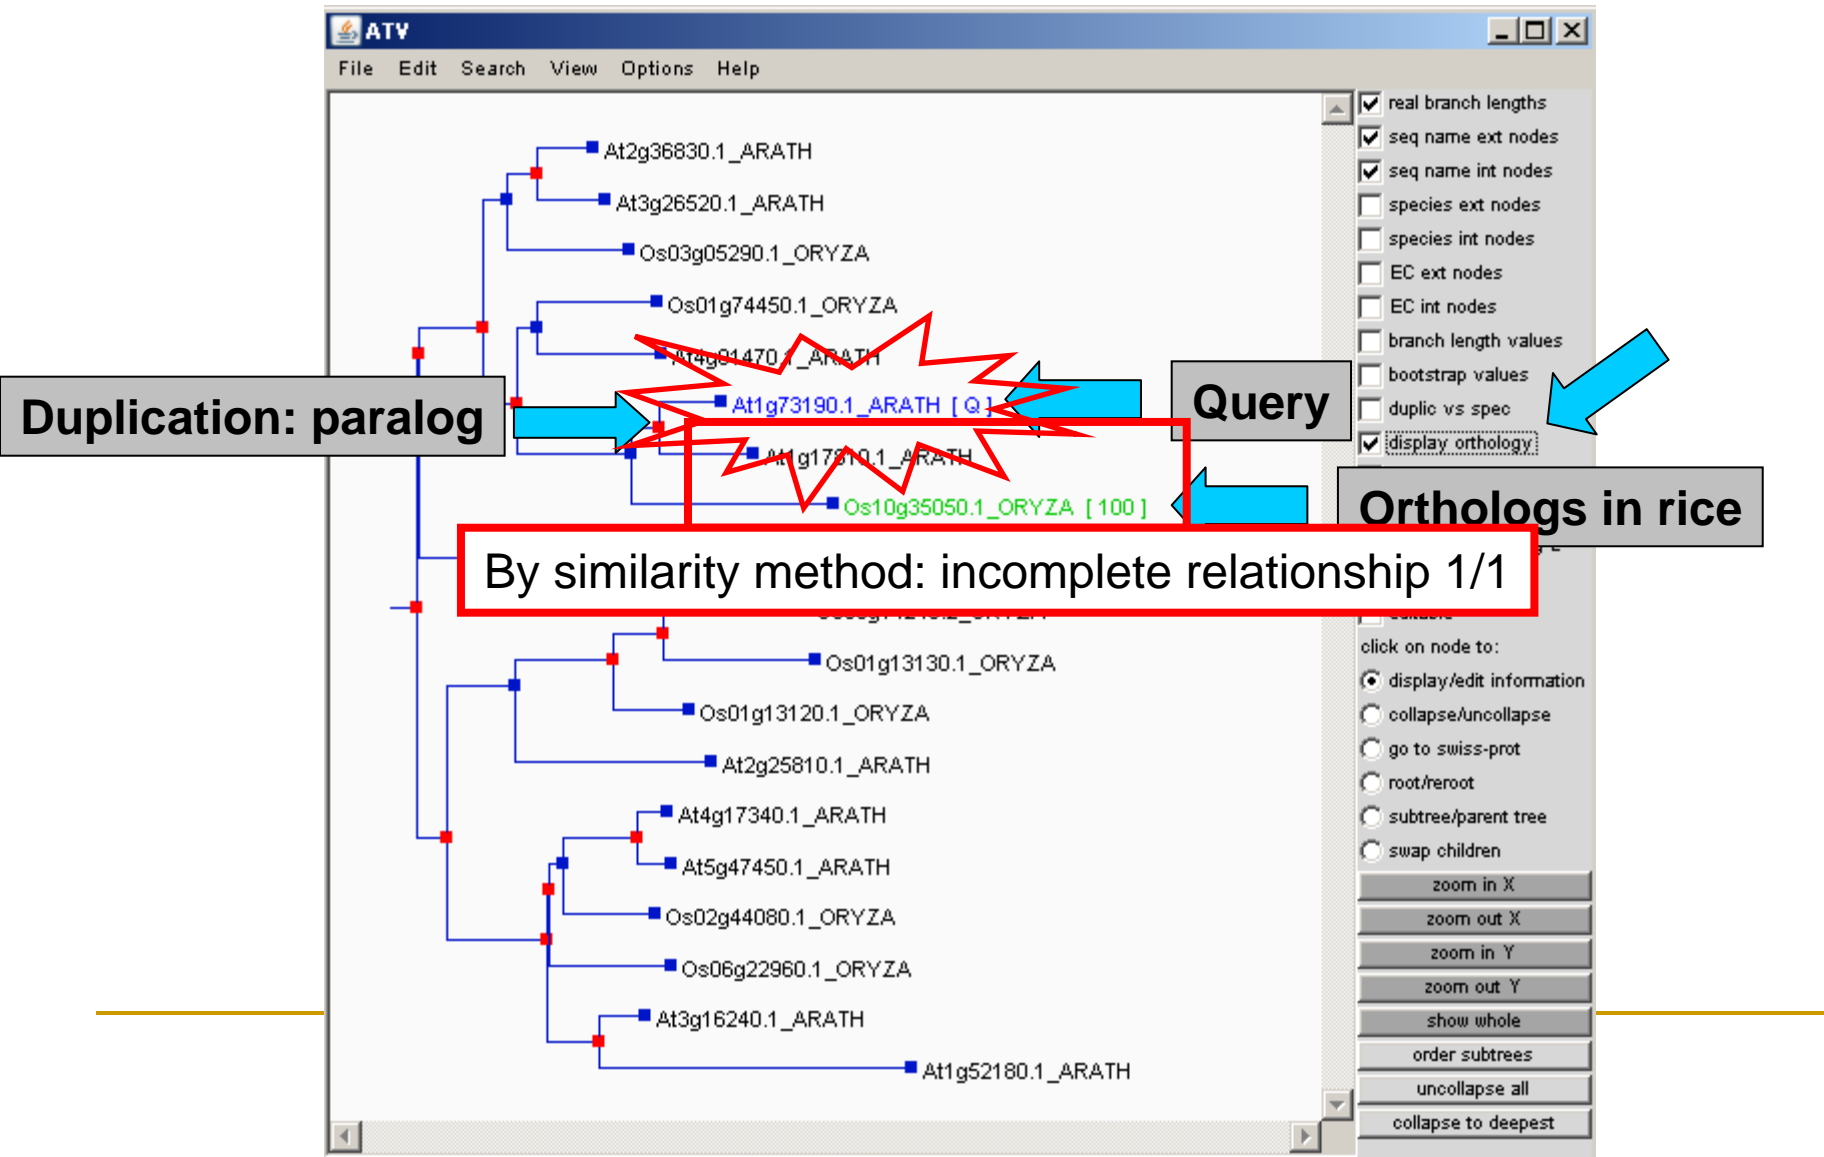 ATV
File Edit Search View Options Help
At2g36830.1_ARATH
At3g26520.1_ARATH
Os03g05290.1_ORYZA
Os01g74450.1_ORYZA
At4g01470.1_ARATH
At1g73190.1_ARATH [ Q ]
At1g17810.1_ARATH
Os10g35050.1_ORYZA [ 100 ]
Duplication: paralog
Query
Orthologs in rice
By similarity method: incomplete relationship 1/1
Os01g13130.1_ORYZA
Os01g13120.1_ORYZA
At2g25810.1_ARATH
At4g17340.1_ARATH
At5g47450.1_ARATH
Os02g44080.1_ORYZA
Os06g22960.1_ORYZA
At3g16240.1_ARATH
At1g52180.1_ARATH
real branch lengths
seq name ext nodes
seq name int nodes
species ext nodes
species int nodes
EC ext nodes
EC int nodes
branch length values
bootstrap values
duplic vs spec
display orthology
click on node to:
display/edit information
collapse/uncollapse
go to swiss-prot
root/reroot
subtree/parent tree
swap children
zoom in X
zoom out X
zoom in Y
zoom out Y
show whole
order subtrees
uncollapse all
collapse to deepest